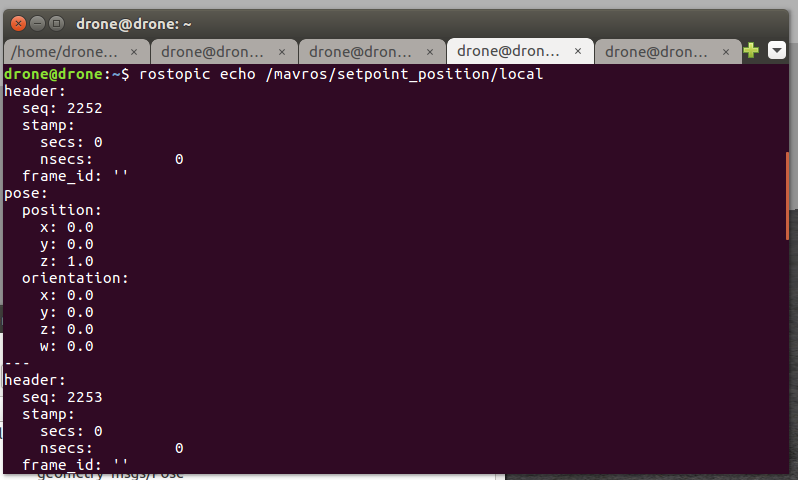 drone@drone: ~
/home/drone...
drone@dron...
drone@dron...
drone@dron...
drone@dron...
drone@drone:~$ rostopic echo /mavros/setpoint_position/local
header:
  seq: 2252
  stamp:
    secs: 0
    nsecs:         0
  frame_id: ''
pose:
  position:
    x: 0.0
    y: 0.0
    z: 1.0
  orientation:
    x: 0.0
    y: 0.0
    z: 0.0
    w: 0.0
---
header:
  seq: 2253
  stamp:
    secs: 0
    nsecs:         0
  frame_id: ''